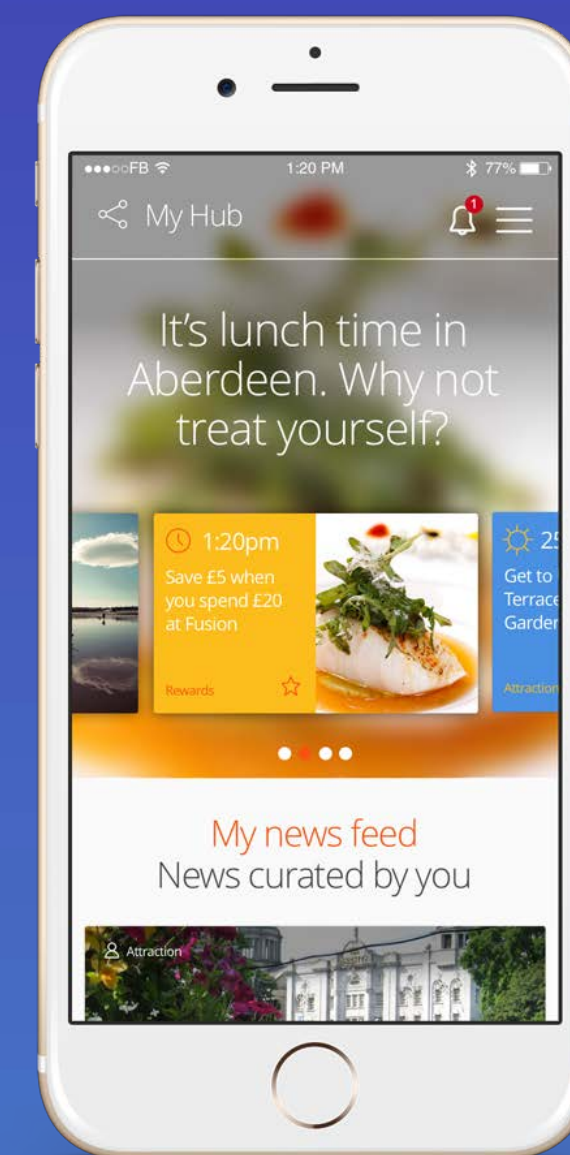 FB
1:20 PM
77%
My Hub
1
It's lunch time in
Aberdeen. Why not
treat yourself?
1:20pm
Save £5 when
you spend £20
at Fusion
Rewards
25
Get to
Terrace
Garden
Attraction
My news feed
News curated by you
Attraction